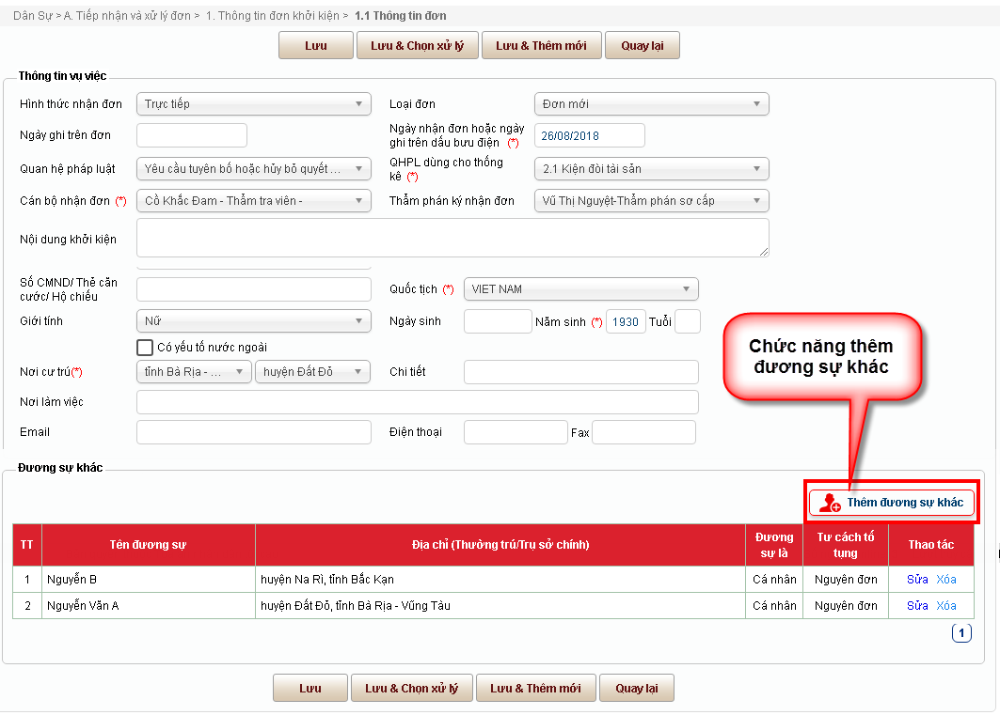 Dân Sự > A. Tiếp nhận và xử lý đơn > 1. Thông tin đơn khởi kiện > 1.1 Thông tin đơn
Lưu Lưu & Chọn xử lý Lưu & Thêm mới Quay lại
Thông tin vụ việc
Hình thức nhận đơn Trực tiếp Loại đơn Đơn mới
Ngày ghi trên đơn Ngày nhận đơn hoặc ngày
ghi trên dấu bưu điện (*) 26/08/2018
Quan hệ pháp luật Yêu cầu tuyên bố hoặc hủy bỏ quyết ... QHPL dùng cho thống
kê (*) 2.1 Kiện đòi tài sản
Cán bộ nhận đơn (*) Cồ Khắc Đam - Thẩm tra viên - Thẩm phán ký nhận đơn Vũ Thị Nguyệt-Thẩm phán sơ cấp
Nội dung khởi kiện
Số CMND/ Thẻ căn
cước/ Hộ chiếu Quốc tịch (*) VIET NAM
Giới tính Nữ Ngày sinh Năm sinh (*) 1930 Tuổi
Có yếu tố nước ngoài
Nơi cư trú(*) tỉnh Bà Rịa - ... huyện Đất Đỏ Chi tiết
Nơi làm việc
Email Điện thoại Fax
Chức năng thêm
đương sự khác
Đương sự khác
Thêm đương sự khác
TT Tên đương sự Địa chỉ (Thường trú/Trụ sở chính) Đương
sự là Tư cách tố
tụng Thao tác
1 Nguyễn B huyện Na Rì, tỉnh Bắc Kạn Cá nhân Nguyên đơn Sửa Xóa
2 Nguyễn Văn A huyện Đất Đỏ, tỉnh Bà Rịa - Vũng Tàu Cá nhân Nguyên đơn Sửa Xóa
1
Lưu Lưu & Chọn xử lý Lưu & Thêm mới Quay lại